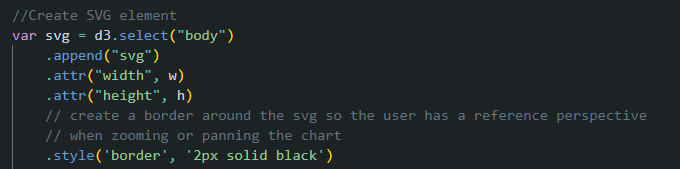 //Create SVG element
var svg = d3.select("body")
.append("svg")
.attr("width", w)
.attr("height", h)
// create a border around the svg so the user has a reference perspective
// when zooming or panning the chart
.style('border', '2px solid black')